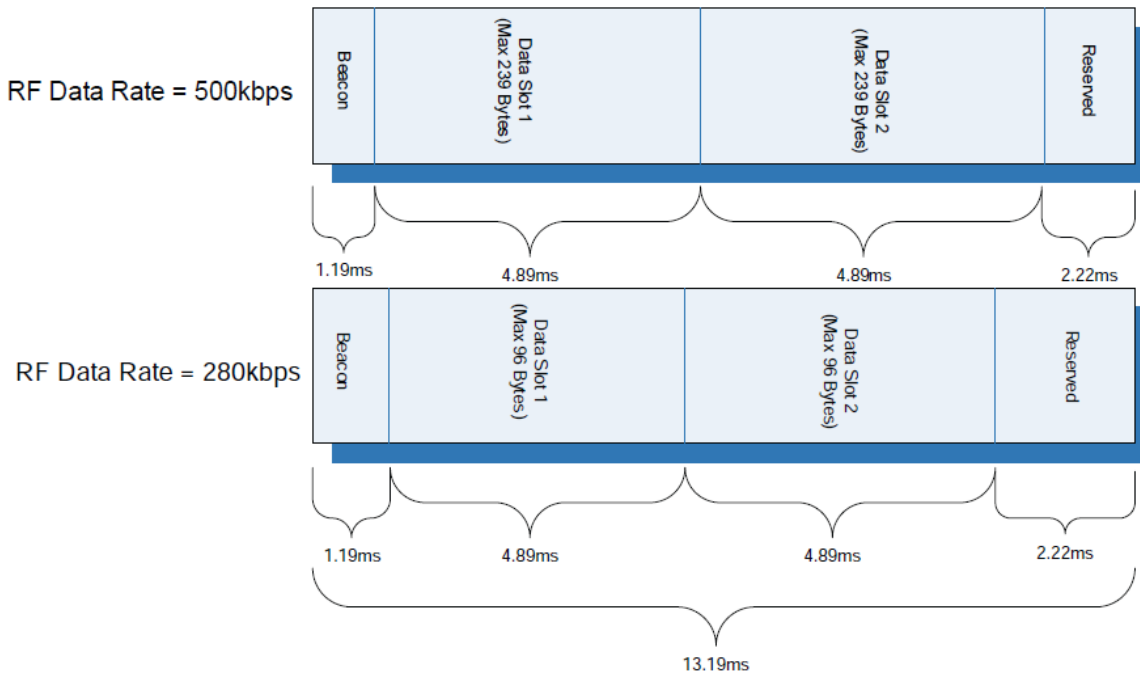 RF Data Rate = 500kbps
Beacon
Data Slot 1
(Max 239 Bytes)
Data Slot 2
(Max 239 Bytes)
Reserved
1.19ms
4.89ms
4.89ms
2.22ms
RF Data Rate = 280kbps
Beacon
Data Slot 1
(Max 96 Bytes)
Data Slot 2
(Max 96 Bytes)
Reserved
1.19ms
4.89ms
4.89ms
2.22ms
13.19ms